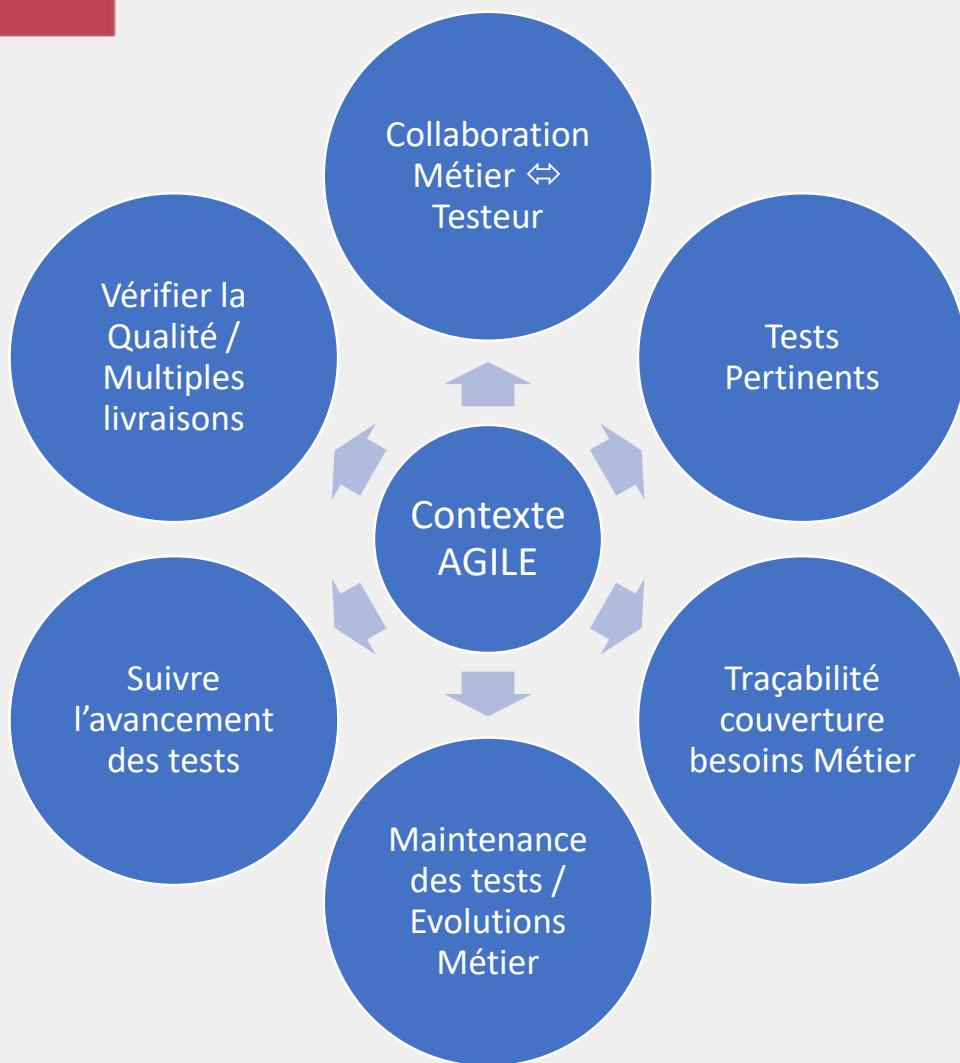 Collaboration
Métier ⇔
Testeur
Tests
Pertinents
Traçabilité
couverture
besoins Métier
Maintenance
des tests /
Evolutions
Métier
Suivre
l’avancement
des tests
Vérifier la
Qualité /
Multiples
livraisons
Contexte
AGILE